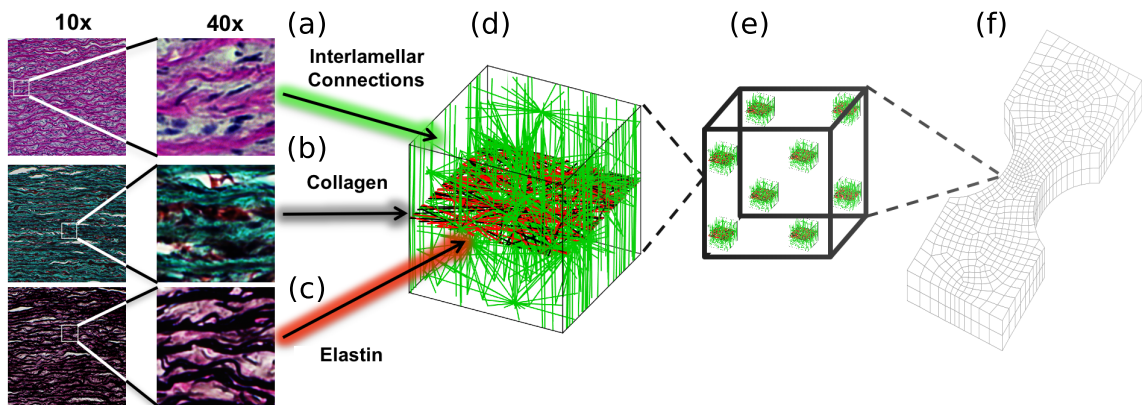 10x
40x
(a)
(d)
(e)
(f)
Interlamellar
Connections
(b)
Collagen
(c)
Elastin